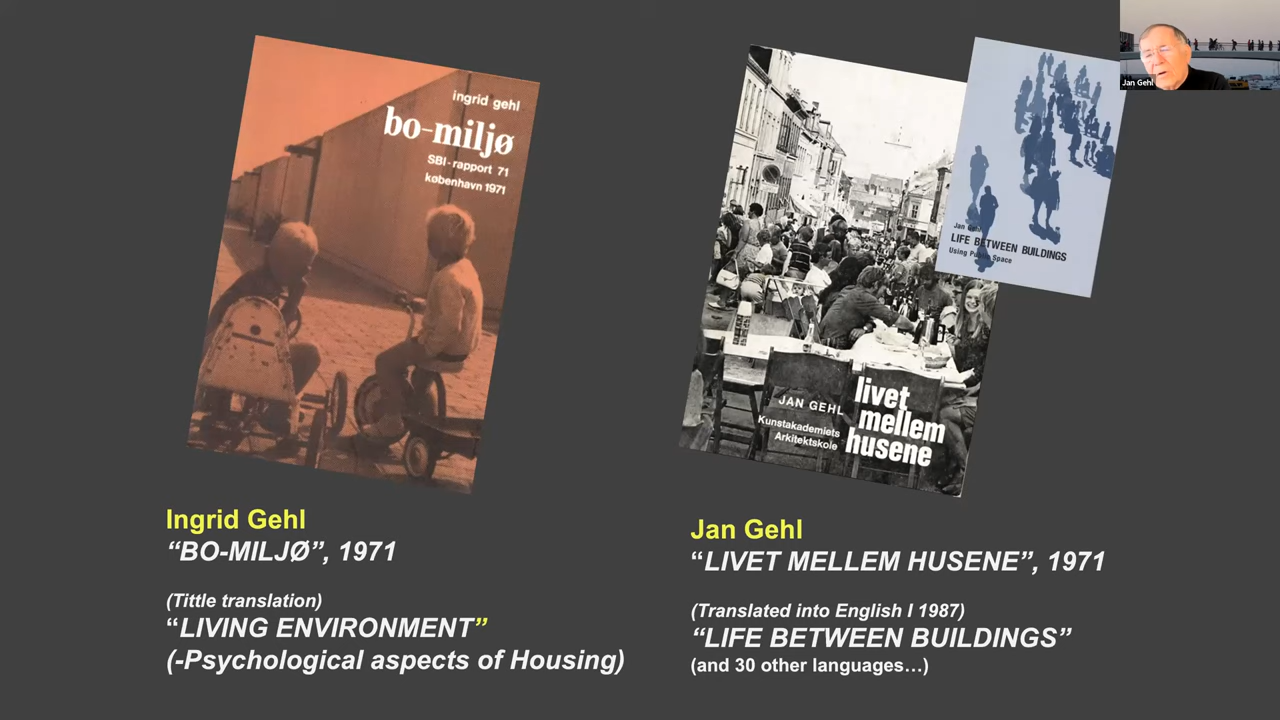 ingrid gehl
bo-miljø
SBI-rapport 71
københavn 1971
JAN GEHL
Kunstakademiets
Arkitektskole
livet
mellem
husene
Jan Gehl
LIFE BETWEEN BUILDINGS
Using Public Space
Jan Gehl
Ingrid Gehl
“BO-MILJØ”, 1971
(Tittle translation)
“LIVING ENVIRONMENT”
(-Psychological aspects of Housing)
Jan Gehl
“LIVET MELLEM HUSENE”, 1971
(Translated into English I 1987)
“LIFE BETWEEN BUILDINGS”
(and 30 other languages…)